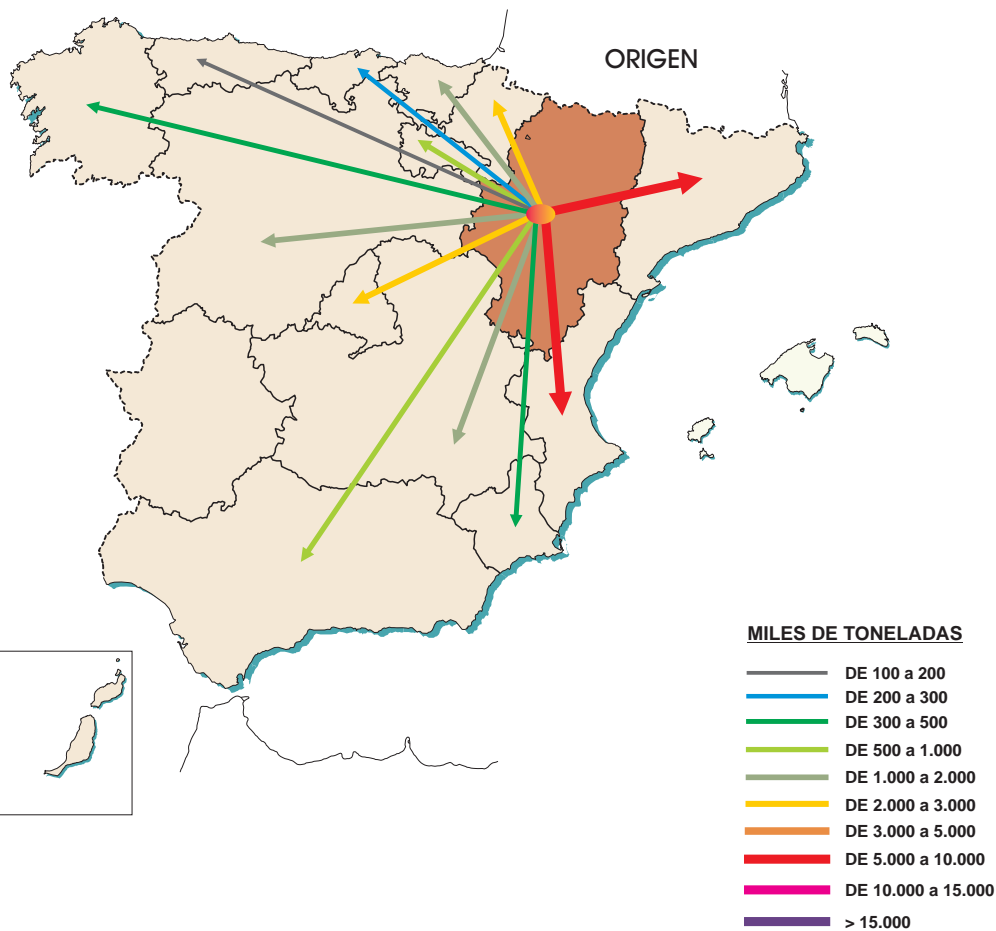 ORIGEN
MILES DE TONELADAS
DE 100 a 200
DE 200 a 300
DE 300 a 500
DE 500 a 1.000
DE 1.000 a 2.000
DE 2.000 a 3.000
DE 3.000 a 5.000
DE 5.000 a 10.000
DE 10.000 a 15.000
> 15.000